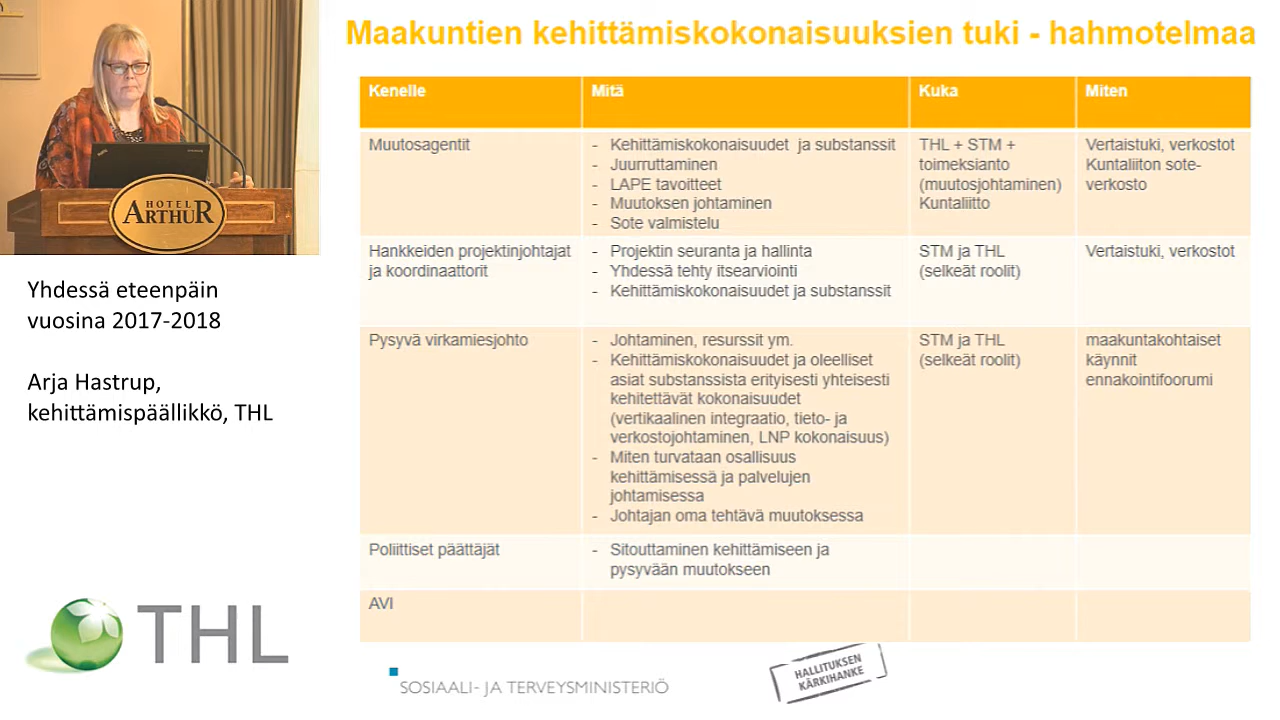 Maakuntien kehittämiskokonaisuuksien tuki - hahmotelmaa
HOTEL
ARTHUR
Yhdessä eteenpäin
vuosina 2017-2018
Arja Hastrup,
kehittämispäällikkö, THL
THL
Kenelle
Mitä
Kuka
Miten
Muutosagentit
- Kehittämiskokonaisuudet ja substanssit
- Juurruttaminen
- LAPE tavoitteet
- Muutoksen johtaminen
- Sote valmistelu
THL + STM +
toimeksianto
(muutosjohtaminen)
Kuntaliitto
Vertaistuki, verkostot
Kuntaliiton sote-
verkosto
Hankkeiden projektinjohtajat
ja koordinaattorit
- Projektin seuranta ja hallinta
- Yhdessä tehty itsearviointi
- Kehittämiskokonaisuudet ja substanssit
STM ja THL
(selkeät roolit)
Vertaistuki, verkostot
Pysyvä virkamiesjohto
- Johtaminen, resurssit ym.
- Kehittämiskokonaisuudet ja oleelliset
asiat substanssista erityisesti yhteisesti
kehitettävät kokonaisuudet
(vertikaalinen integraatio, tieto- ja
verkostojohtaminen, LNP kokonaisuus)
- Miten turvataan osallisuus
kehittämisessä ja palvelujen
johtamisessa
- Johtajan oma tehtävä muutoksessa
STM ja THL
(selkeät roolit)
maakuntakohtaiset
käynnit
ennakointifoorumi
Poliittiset päättäjät
- Sitouttaminen kehittämiseen ja
pysyvään muutokseen
AVI
SOSIAALI- JA TERVEYSMINISTERIÖ
HALLITUKSEN
KÄRKIHANKE